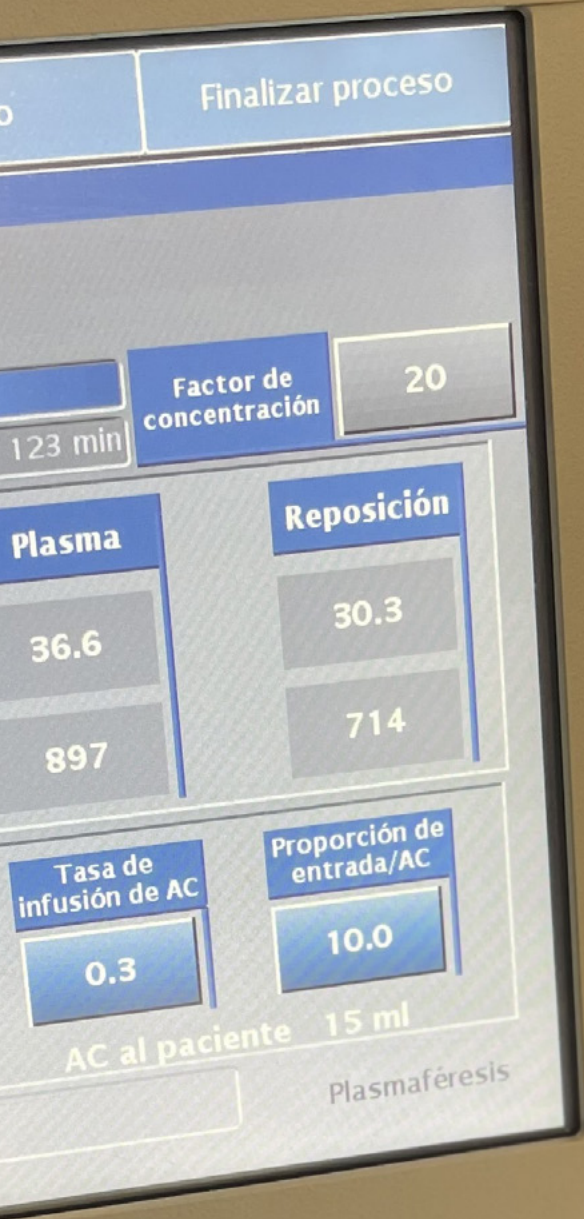 Finalizar proceso
Factor de
concentración
20
123 min
Plasma
Reposición
36.6
30.3
897
714
Tasa de
infusión de AC
Proporción de
entrada/AC
0.3
10.0
AC al paciente 15 ml
Plasmaféresis